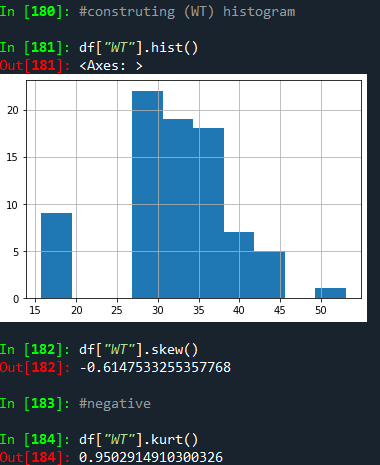 In [180]: #construting (WT) histogram
In [181]: df["WT"].hist()
Out[181]: <Axes: >
20
15
10
5
0
15 20 25 30 35 40 45 50
In [182]: df["WT"].skew()
Out[182]: -0.6147533255357768
In [183]: #negative
In [184]: df["WT"].kurt()
Out[184]: 0.9502914910300326